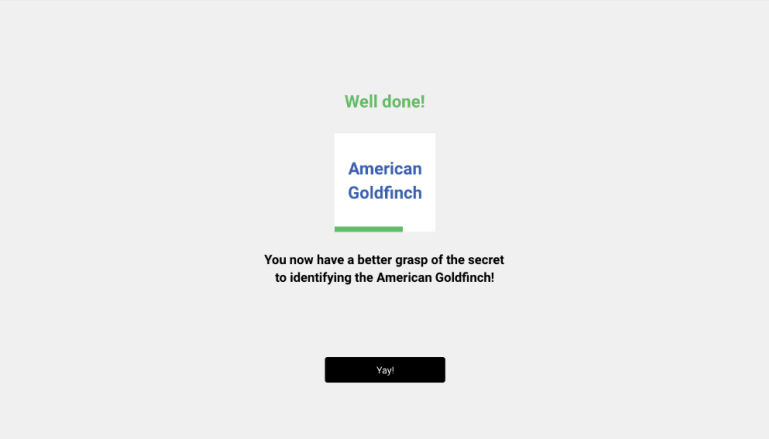 Well done!
American
Goldfinch
You now have a better grasp of the secret
to identifying the American Goldfinch!
Yay!